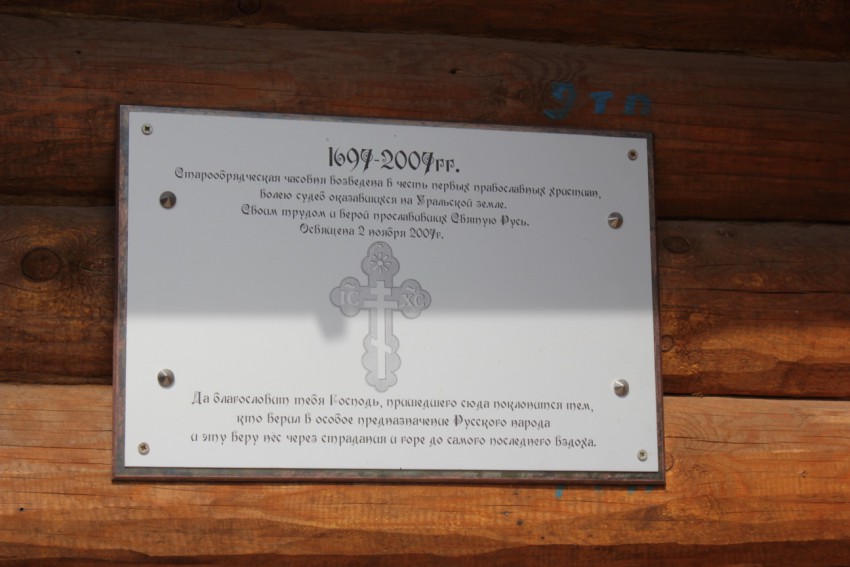 Эти
1697-2007гг.
Старообрядческая часовня возведена в честь первых православных христиан,
волею судеб оказавшихся на Уральской земле.
Своим трудом и верой прославивших Святую Русь.
Освящена 2 ноября 2007г.
IC XC
Да благословит тебя Господь, пришедшего сюда поклонится тем,
кто верил в особое предназначение Русского народа
и эту веру нёс через страдания и горе до самого последнего вздоха.